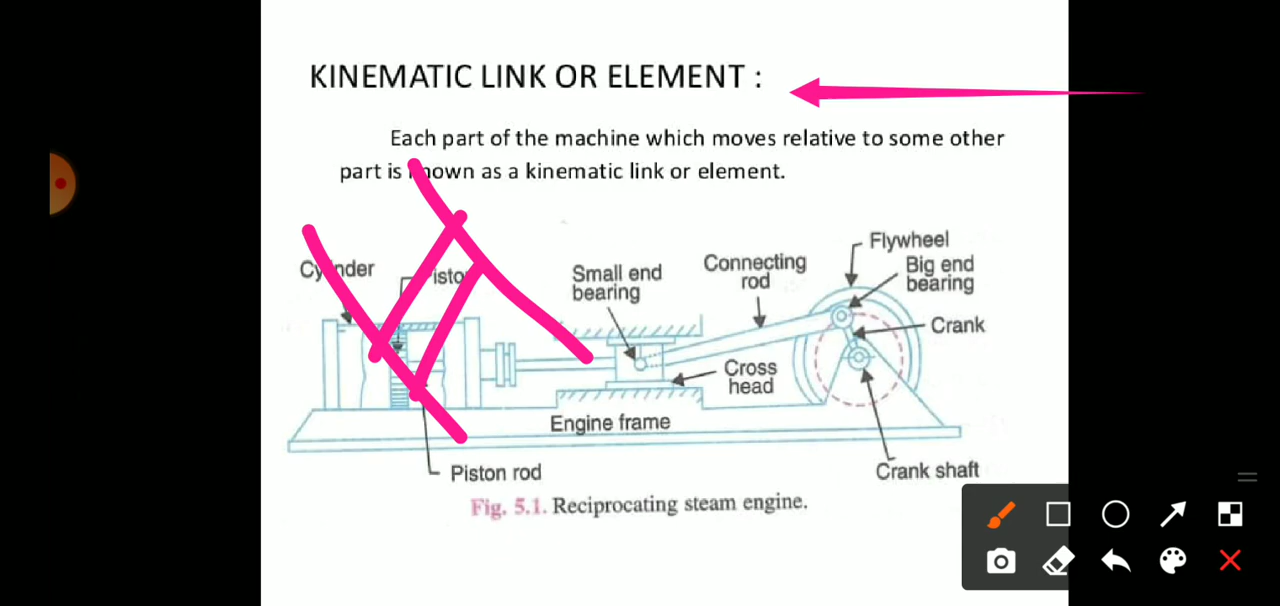 KINEMATIC LINK OR ELEMENT :
Each part of the machine which moves relative to some other
part is known as a kinematic link or element.
Flywheel
Big end
bearing
Connecting
rod
Small end
bearing
Cylinder
Piston
Crank
Cross
head
Engine frame
Piston rod
Crank shaft
Fig. 5.1. Reciprocating steam engine.